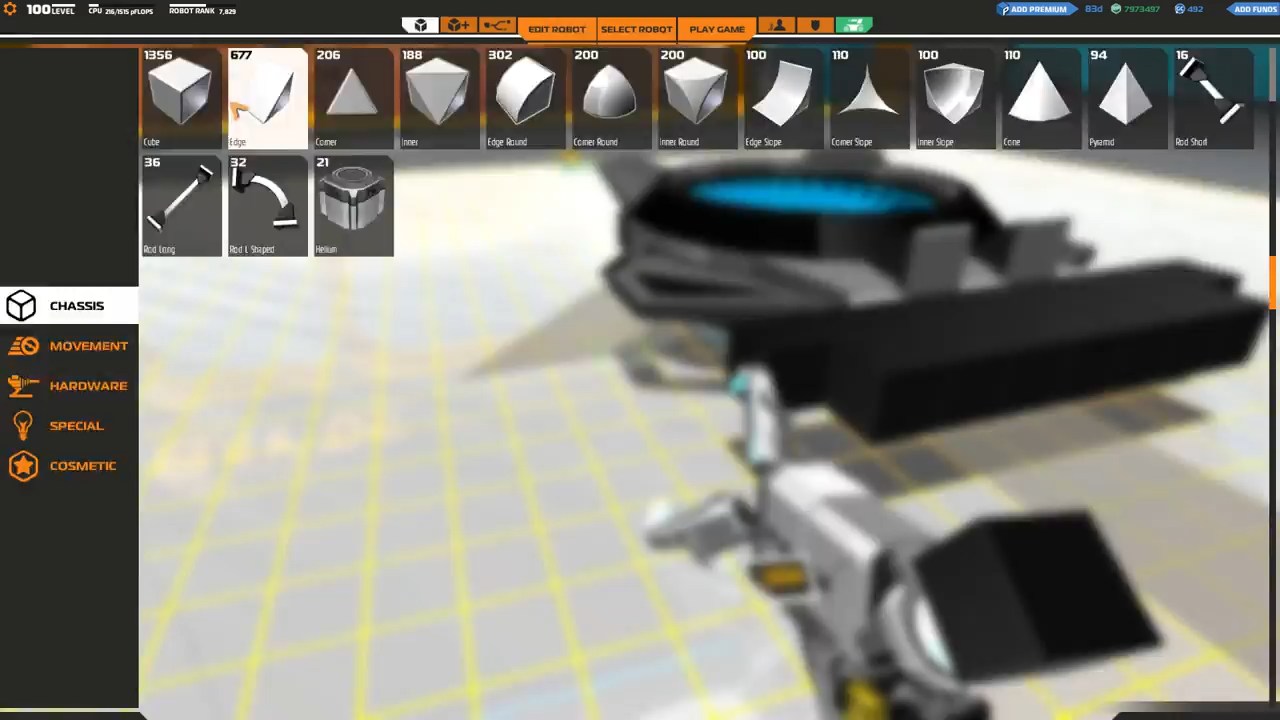 100 LEVEL CPU 216/1515 PFLOPS ROBOT RANK 7,829 ADD PREMIUM 83d 7973497 492 ADD FUNDS
EDIT ROBOT SELECT ROBOT PLAY GAME
1356 677 206 188 302 200 200 100 110 100 110 94 16
Cube Edge Corner Inner Edge Round Corner Round Inner Round Edge Slope Corner Slope Inner Slope Cone Pyramid Rod Short
36 32 21
Rod Long Rod L Shaped Helium
CHASSIS
MOVEMENT
HARDWARE
SPECIAL
COSMETIC